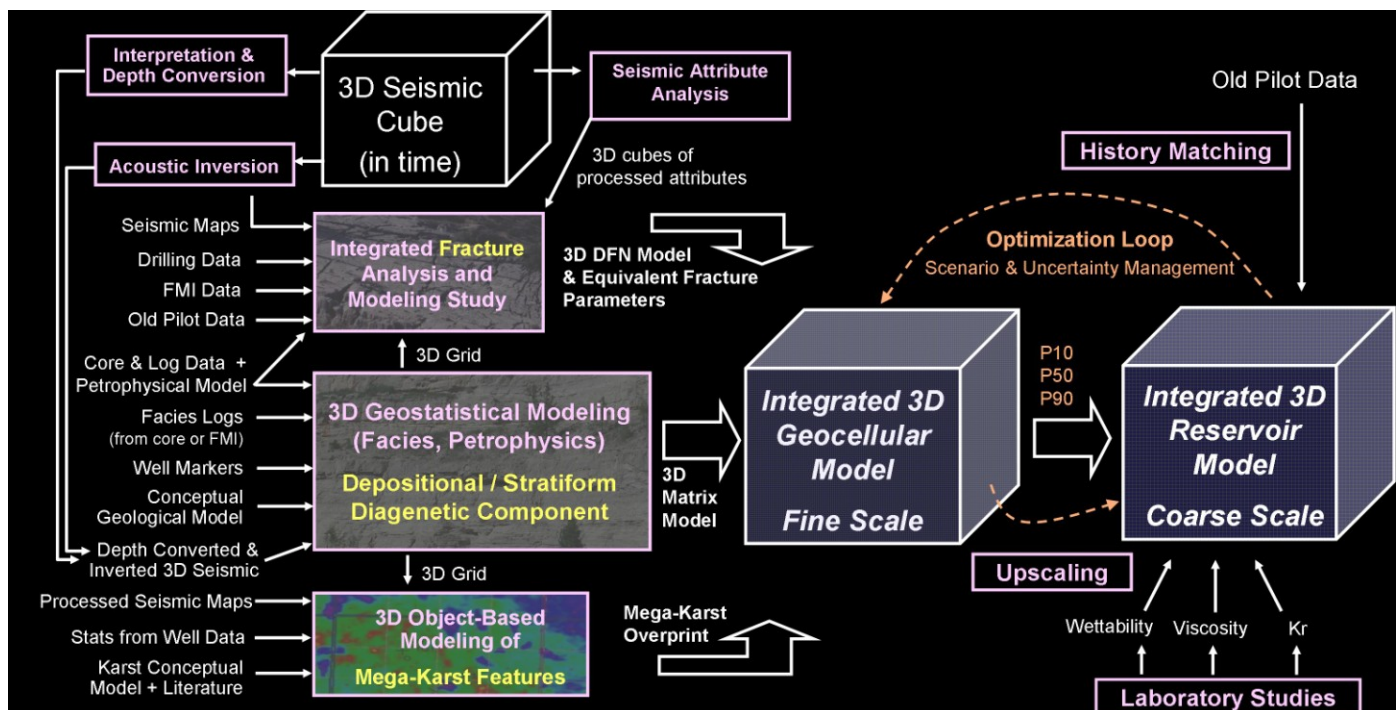 Interpretation &
Depth Conversion
3D Seismic
Cube
(in time)
Seismic Attribute
Analysis
Old Pilot Data
Acoustic Inversion
3D cubes of
processed attributes
History Matching
Seismic Maps
Drilling Data
FMI Data
Old Pilot Data
Integrated Fracture
Analysis and
Modeling Study
3D DFN Model
& Equivalent Fracture
Parameters
Optimization Loop
Scenario & Uncertainty Management
3D Grid
Core & Log Data +
Petrophysical Model
Facies Logs
(from core or FMI)
Well Markers
Conceptual
Geological Model
Depth Converted &
Inverted 3D Seismic
3D Geostatistical Modeling
(Facies, Petrophysics)
Depositional / Stratiform
Diagenetic Component
3D
Matrix
Model
Integrated 3D
Geocellular
Model
Fine Scale
P10
P50
P90
Integrated 3D
Reservoir
Model
Coarse Scale
3D Grid
Upscaling
Processed Seismic Maps
Stats from Well Data
Karst Conceptual
Model + Literature
3D Object-Based
Modeling of
Mega-Karst Features
Mega-Karst
Overprint
Wettability
Viscosity
Kr
Laboratory Studies